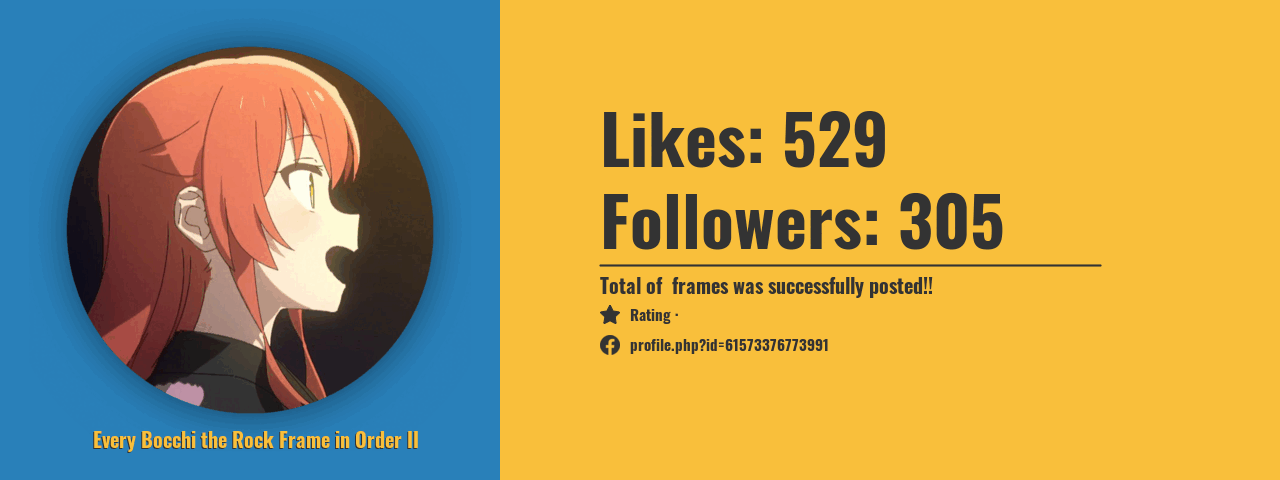 Likes: 529
Followers: 305
Total of  frames was successfully posted!!
Rating ·
profile.php?id=61573376773991
Every Bocchi the Rock Frame in Order II